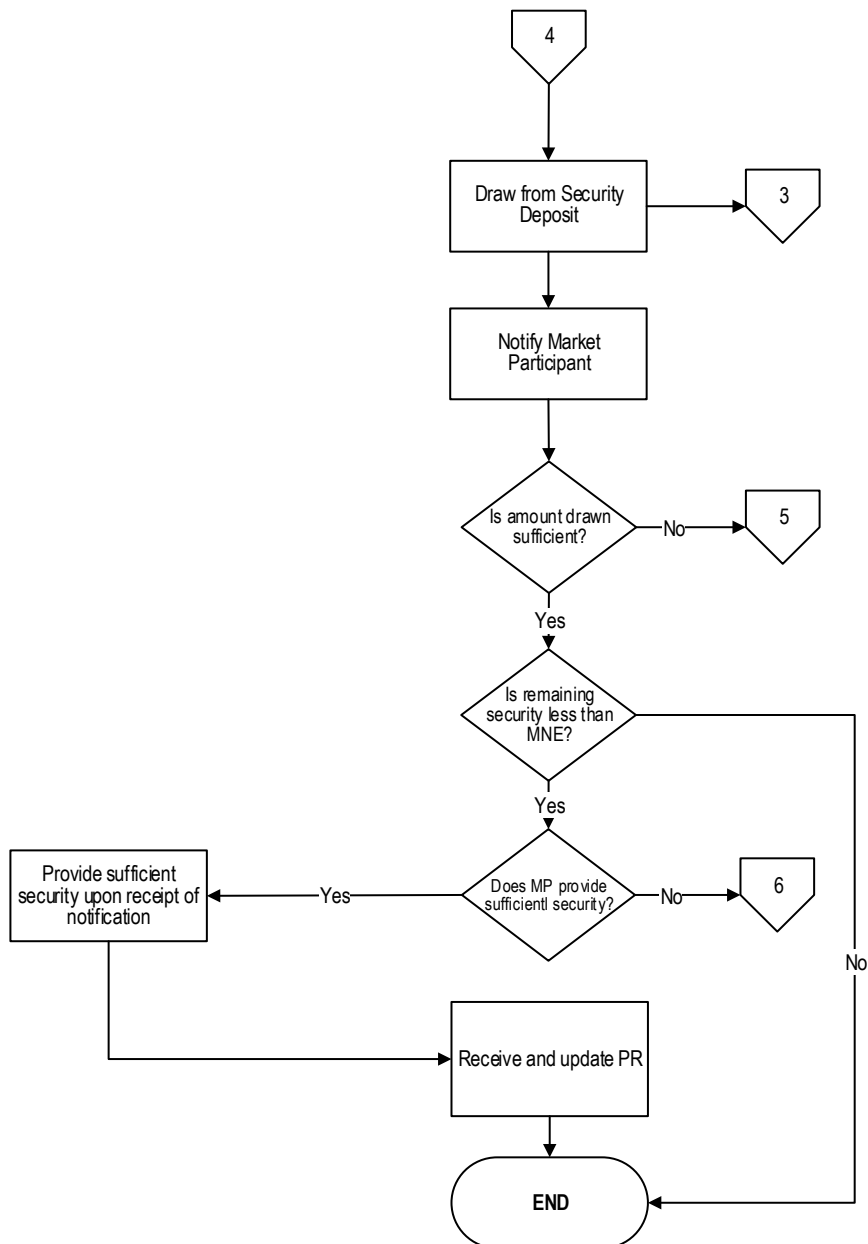 4
Draw from Security
Deposit
3
Notify Market
Participant
Is amount drawn
sufficient?
No
5
Yes
Is remaining
security less than
MNE?
Yes
Provide sufficient
security upon receipt of
notification
Yes
Does MP provide
sufficientl security?
No
6
No
Receive and update PR
END